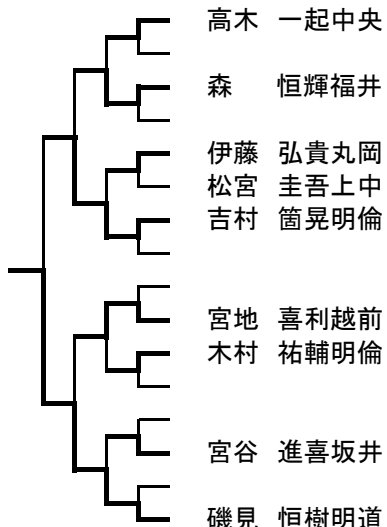 高木 一起中央
森 恒輝福井
伊藤 弘貴丸岡
松宮 圭吾上中
吉村 箇晃明倫
宮地 喜利越前
木村 祐輔明倫
宮谷 進喜坂井
磯見 恒樹明道